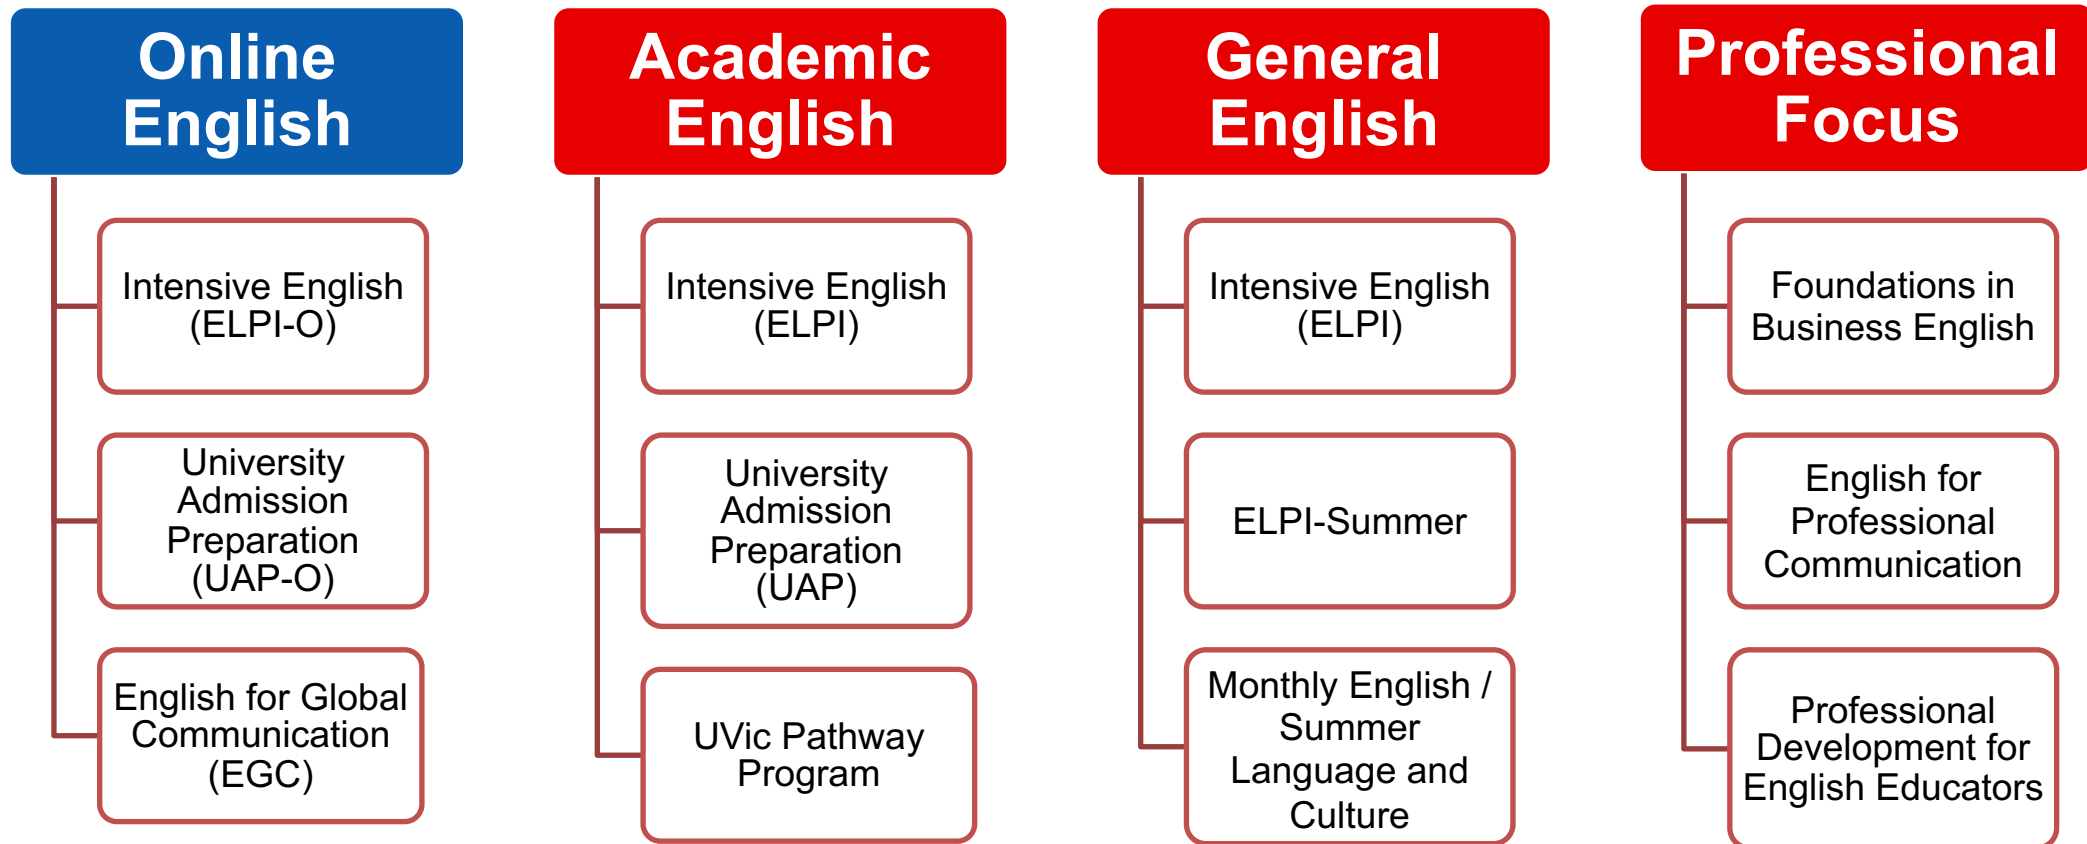 Online
English
Intensive English
(ELPI-O)
University
Admission
Preparation
(UAP-O)
English for Global
Communication
(EGC)
Academic
English
Intensive English
(ELPI)
University
Admission
Preparation
(UAP)
UVic Pathway
Program
General
English
Intensive English
(ELPI)
ELPI-Summer
Monthly English /
Summer
Language and
Culture
Professional
Focus
Foundations in
Business English
English for
Professional
Communication
Professional
Development for
English Educators